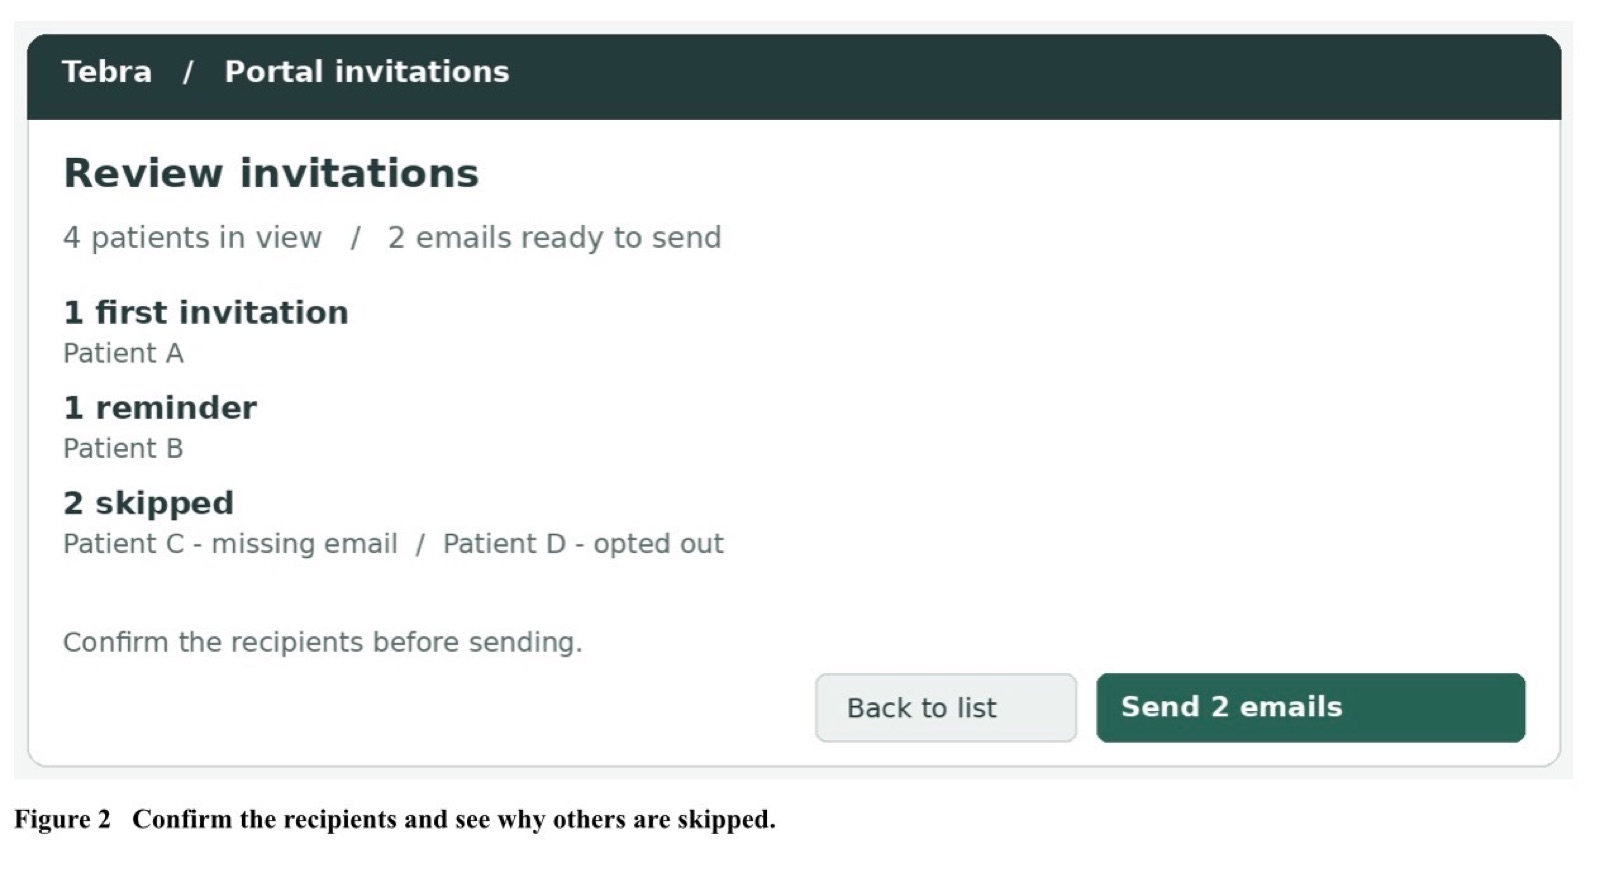 Tebra / Portal invitations
Review invitations
4 patients in view / 2 emails ready to send
1 first invitation
Patient A
1 reminder
Patient B
2 skipped
Patient C - missing email / Patient D - opted out
Confirm the recipients before sending.
Back to list
Send 2 emails
Figure 2 Confirm the recipients and see why others are skipped.